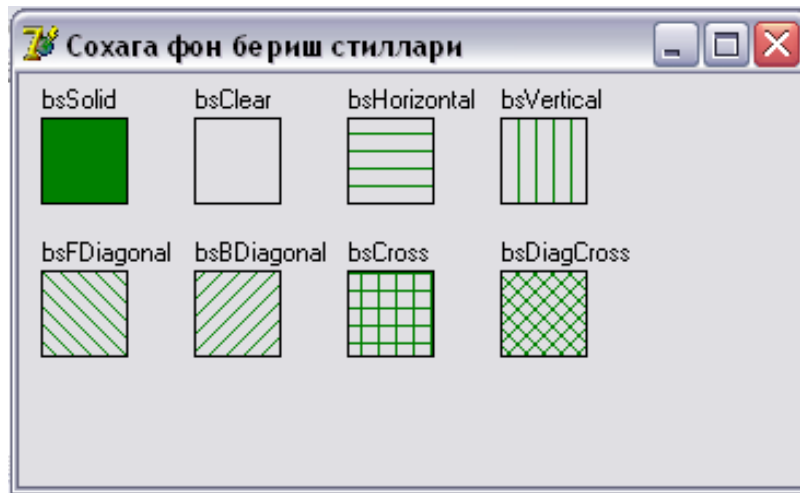 Сохага фон бериш стиллари
bsSolid bsClear bsHorizontal bsVertical
bsFDiagonal bsBDiagonal bsCross bsDiagCross